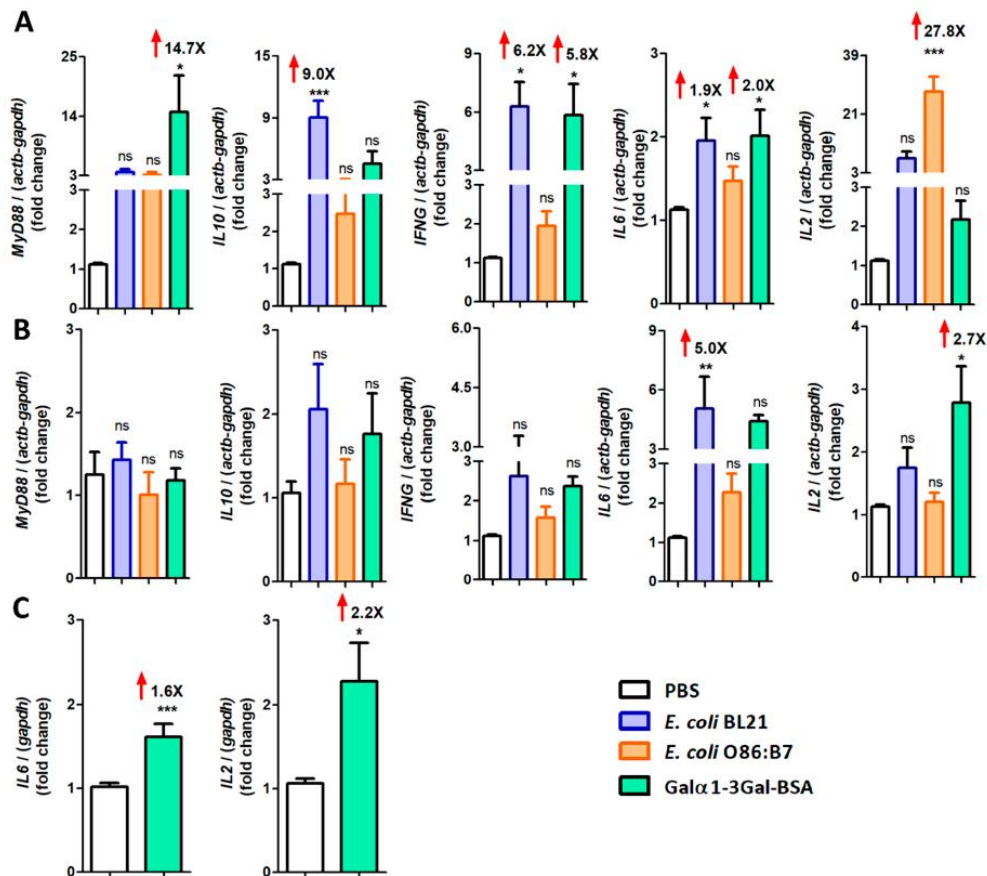 A
MyD88 / (actb-gapdh)
(fold change)
25
14
3
2
1
0
ns
ns
14.7X
*
IL10 / (actb-gapdh)
(fold change)
15
9
3
2
1
0
9.0X
***
ns
ns
IFNG / (actb-gapdh)
(fold change)
9
6
3
2
1
0
6.2X
*
ns
5.8X
*
IL6 / (actb-gapdh)
(fold change)
3
2
1
0
1.9X
*
ns
2.0X
*
IL2 / (actb-gapdh)
(fold change)
39
21
3
2
1
0
ns
27.8X
***
ns
B
MyD88 / (actb-gapdh)
(fold change)
3
2
1
0
ns
ns
ns
IL10 / (actb-gapdh)
(fold change)
3
2
1
0
ns
ns
ns
IFNG / (actb-gapdh)
(fold change)
6.0
4.5
3.0
2
1
0
ns
ns
ns
IL6 / (actb-gapdh)
(fold change)
9
6
3
2
1
0
5.0X
**
ns
ns
IL2 / (actb-gapdh)
(fold change)
4
3
2
1
0
ns
ns
2.7X
*
C
IL6 / (gapdh)
(fold change)
3
2
1
0
1.6X
***
IL2 / (gapdh)
(fold change)
3
2
1
0
2.2X
*
PBS
E. coli BL21
E. coli O86:B7
Galα1-3Gal-BSA